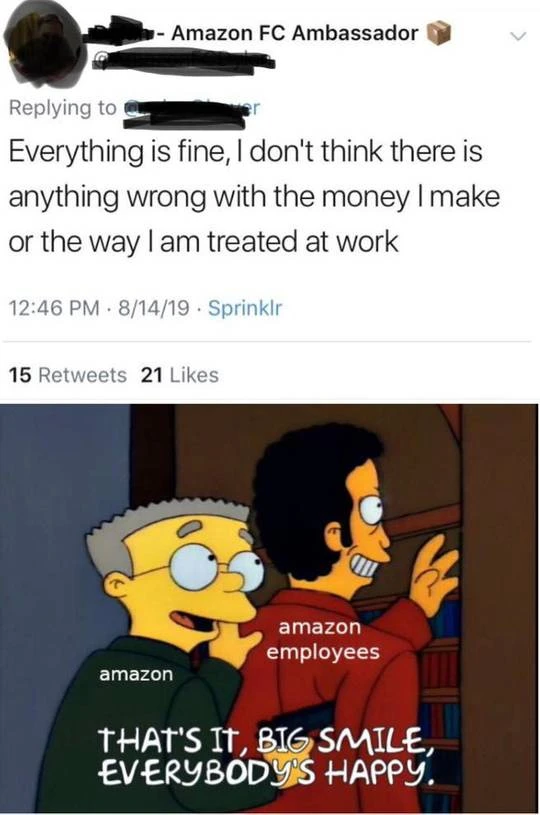 - Amazon FC Ambassador 📦
Replying to
Everything is fine, I don't think there is
anything wrong with the money I make
or the way I am treated at work
12:46 PM · 8/14/19 · Sprinklr
15 Retweets 21 Likes
amazon
employees
amazon
THAT'S IT, BIG SMILE,
EVERYBODY'S HAPPY.